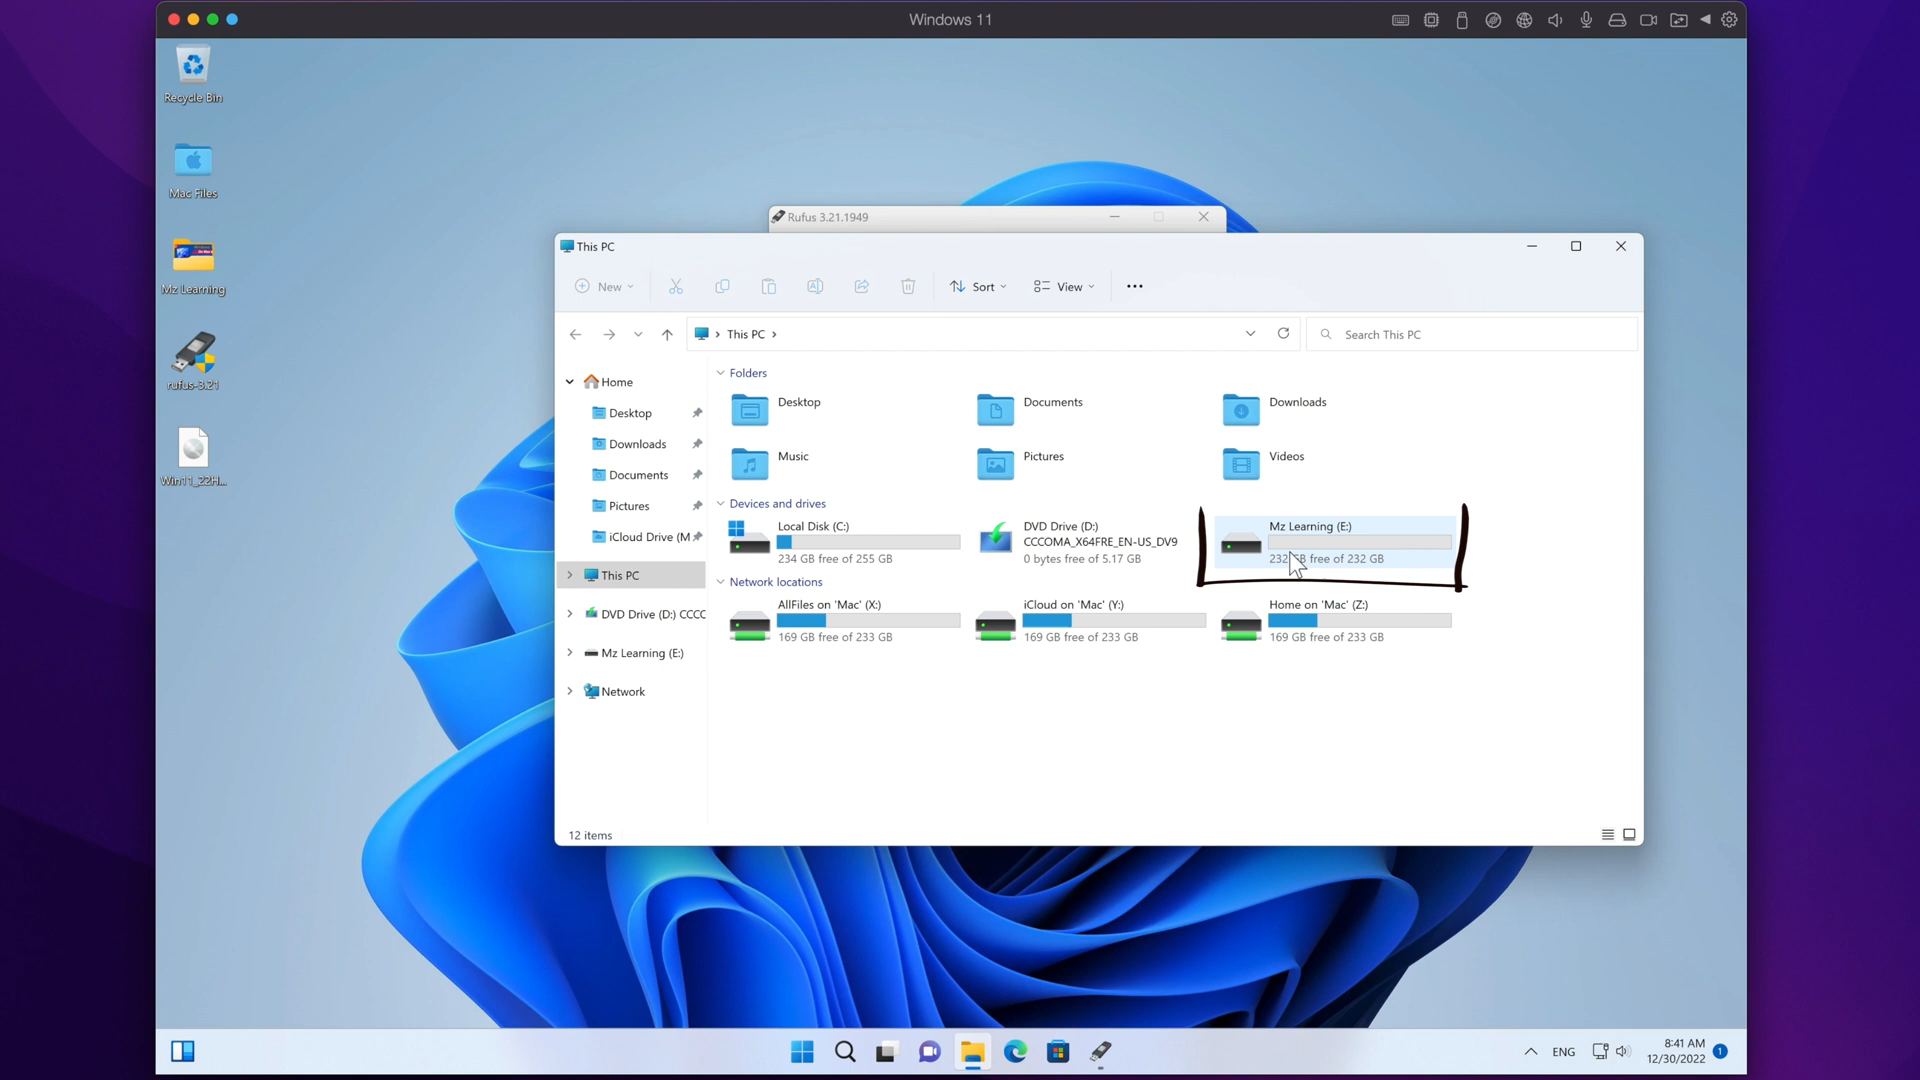 Windows 11
Recycle Bin
Mac Files
Mz Learning
rufus-3.21
Win11_22H...
Rufus 3.21.1949
This PC
New
Sort
View
This PC
Search This PC
Home
Desktop
Downloads
Documents
Pictures
iCloud Drive (M
This PC
DVD Drive (D:) CCCC
Mz Learning (E:)
Network
Folders
Desktop
Documents
Downloads
Music
Pictures
Videos
Devices and drives
Local Disk (C:)
234 GB free of 255 GB
DVD Drive (D:)
CCCOMA_X64FRE_EN-US_DV9
0 bytes free of 5.17 GB
Mz Learning (E:)
232 GB free of 232 GB
Network locations
AllFiles on 'Mac' (X:)
169 GB free of 233 GB
iCloud on 'Mac' (Y:)
169 GB free of 233 GB
Home on 'Mac' (Z:)
169 GB free of 233 GB
12 items
ENG
8:41 AM
12/30/2022
1